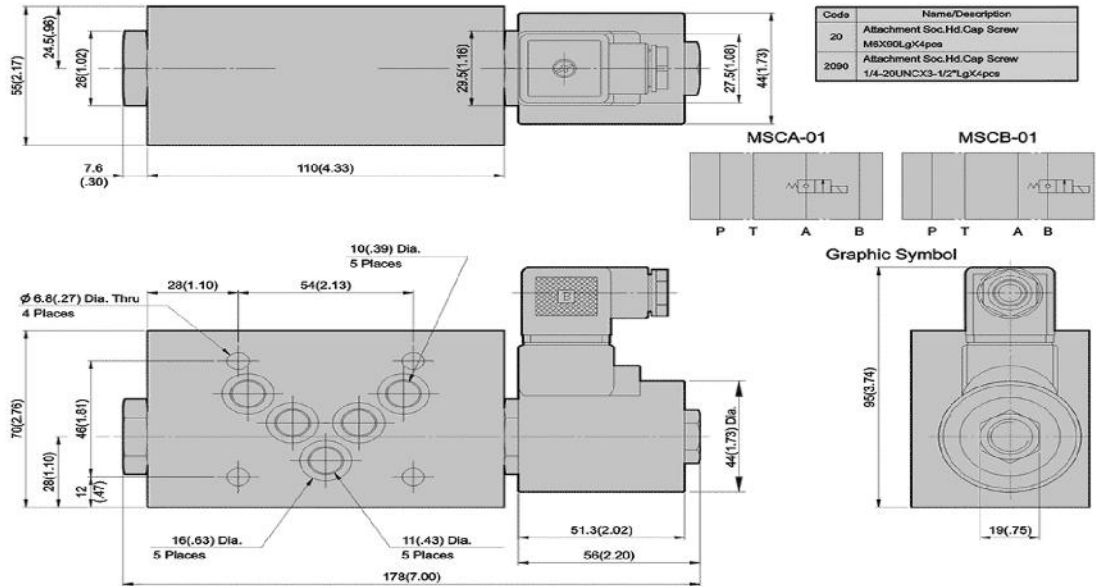 55(2.17)
24.5(.96)
26(1.02)
29.5(1.16)
27.5(1.08)
44(1.73)
7.6
(.30)
110(4.33)
Code Name/Description
20 Attachment Soc.Hd.Cap Screw
M6X90LgX4pcs
2090 Attachment Soc.Hd.Cap Screw
1/4-20UNCX3-1/2"LgX4pcs
MSCA-01 MSCB-01
P T A B P T A B
Graphic Symbol
10(.39) Dia.
5 Places
28(1.10) 54(2.13)
Ø 6.8(.27) Dia. Thru
4 Places
B
70(2.76)
46(1.81)
28(1.10)
12
(.47)
44(1.73) Dia.
95(3.74)
16(.63) Dia.
5 Places
11(.43) Dia.
5 Places
51.3(2.02)
56(2.20)
178(7.00)
19(.75)